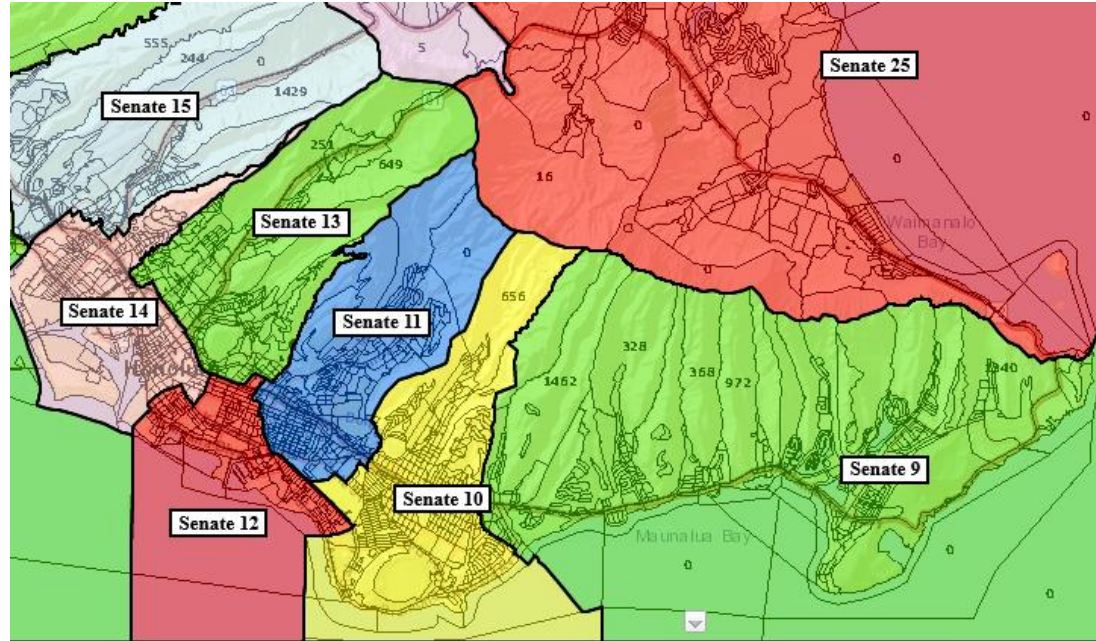 5
555
244
0
Senate 25
1429
Senate 15
0
251
0
649
0
16
Senate 13
Waimanalo
Bay
0
0
656
Senate 14
Senate 11
328
368
972
1462
Senate 9
Senate 10
Senate 12
Maunalua Bay
0
0
0